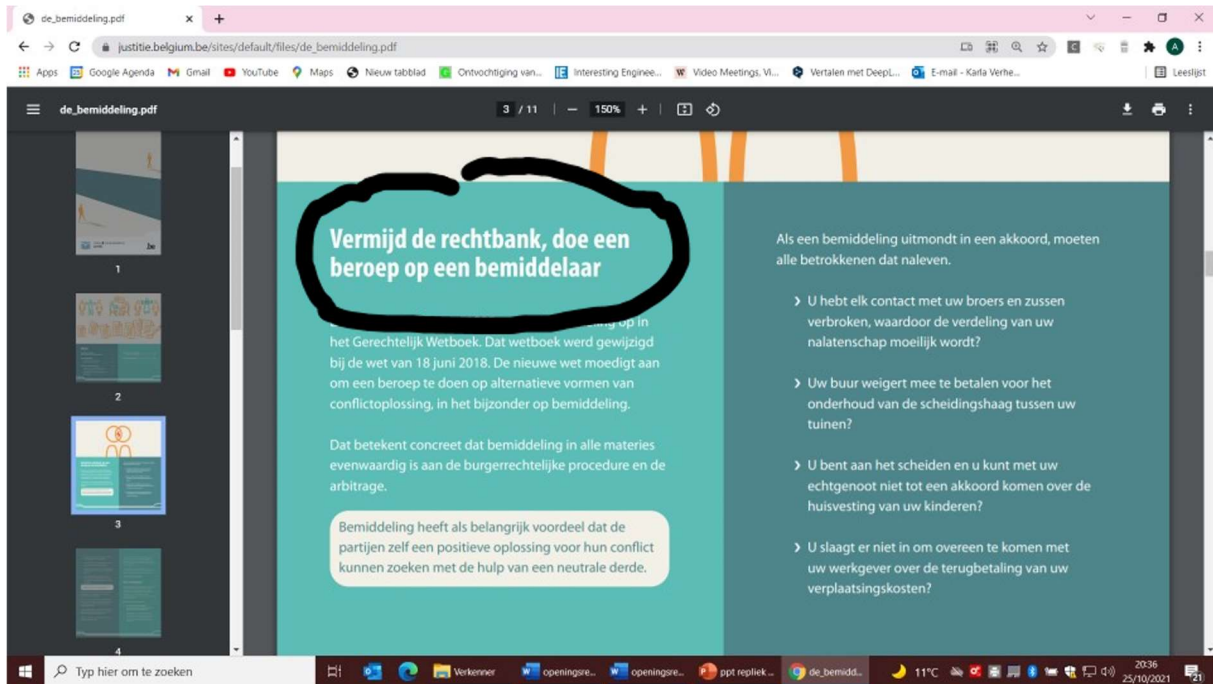 de_bemiddeling.pdf
justitie.belgium.be/sites/default/files/de_bemiddeling.pdf
Apps Google Agenda Gmail YouTube Maps Nieuw tabblad Ontvochtiging van... Interesting Enginee... Video Meetings, Vi... Vertalen met DeepL... E-mail - Karla Verhe... Leeslijst
de_bemiddeling.pdf 3 / 11 150%
1
2
3
4
Vermijd de rechtbank, doe een
beroep op een bemiddelaar
op in
het Gerechtelijk Wetboek. Dat wetboek werd gewijzigd
bij de wet van 18 juni 2018. De nieuwe wet moedigt aan
om een beroep te doen op alternatieve vormen van
conflictoplossing, in het bijzonder op bemiddeling.
Dat betekent concreet dat bemiddeling in alle materies
evenwaardig is aan de burgerrechtelijke procedure en de
arbitrage.
Bemiddeling heeft als belangrijk voordeel dat de
partijen zelf een positieve oplossing voor hun conflict
kunnen zoeken met de hulp van een neutrale derde.
Als een bemiddeling uitmondt in een akkoord, moeten
alle betrokkenen dat naleven.
U hebt elk contact met uw broers en zussen
verbroken, waardoor de verdeling van uw
nalatenschap moeilijk wordt?
Uw buur weigert mee te betalen voor het
onderhoud van de scheidingshaag tussen uw
tuinen?
U bent aan het scheiden en u kunt met uw
echtgenoot niet tot een akkoord komen over de
huisvesting van uw kinderen?
U slaagt er niet in om overeen te komen met
uw werkgever over de terugbetaling van uw
verplaatsingskosten?
Typ hier om te zoeken Verkenner openingsre... openingsre... ppt repliek... de_bemidd... 11°C 20:36
25/10/2021